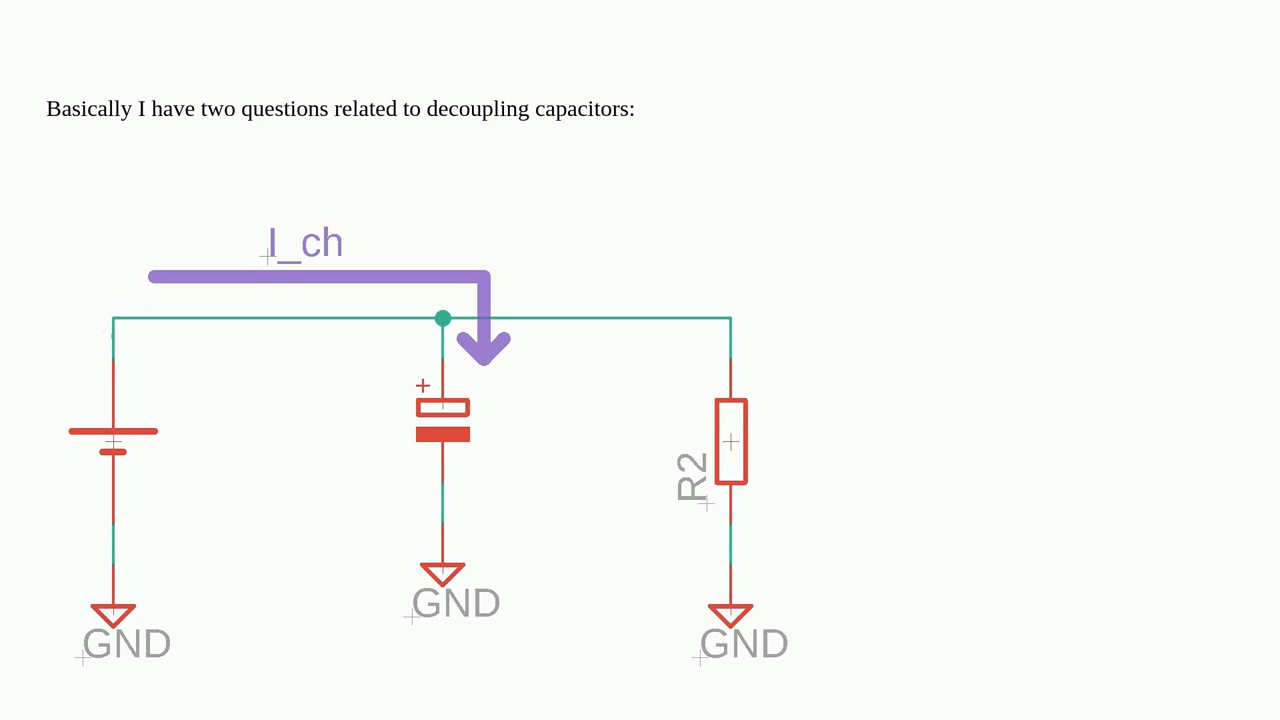 Basically I have two questions related to decoupling capacitors:
I_ch
+
R2
GND
GND
GND